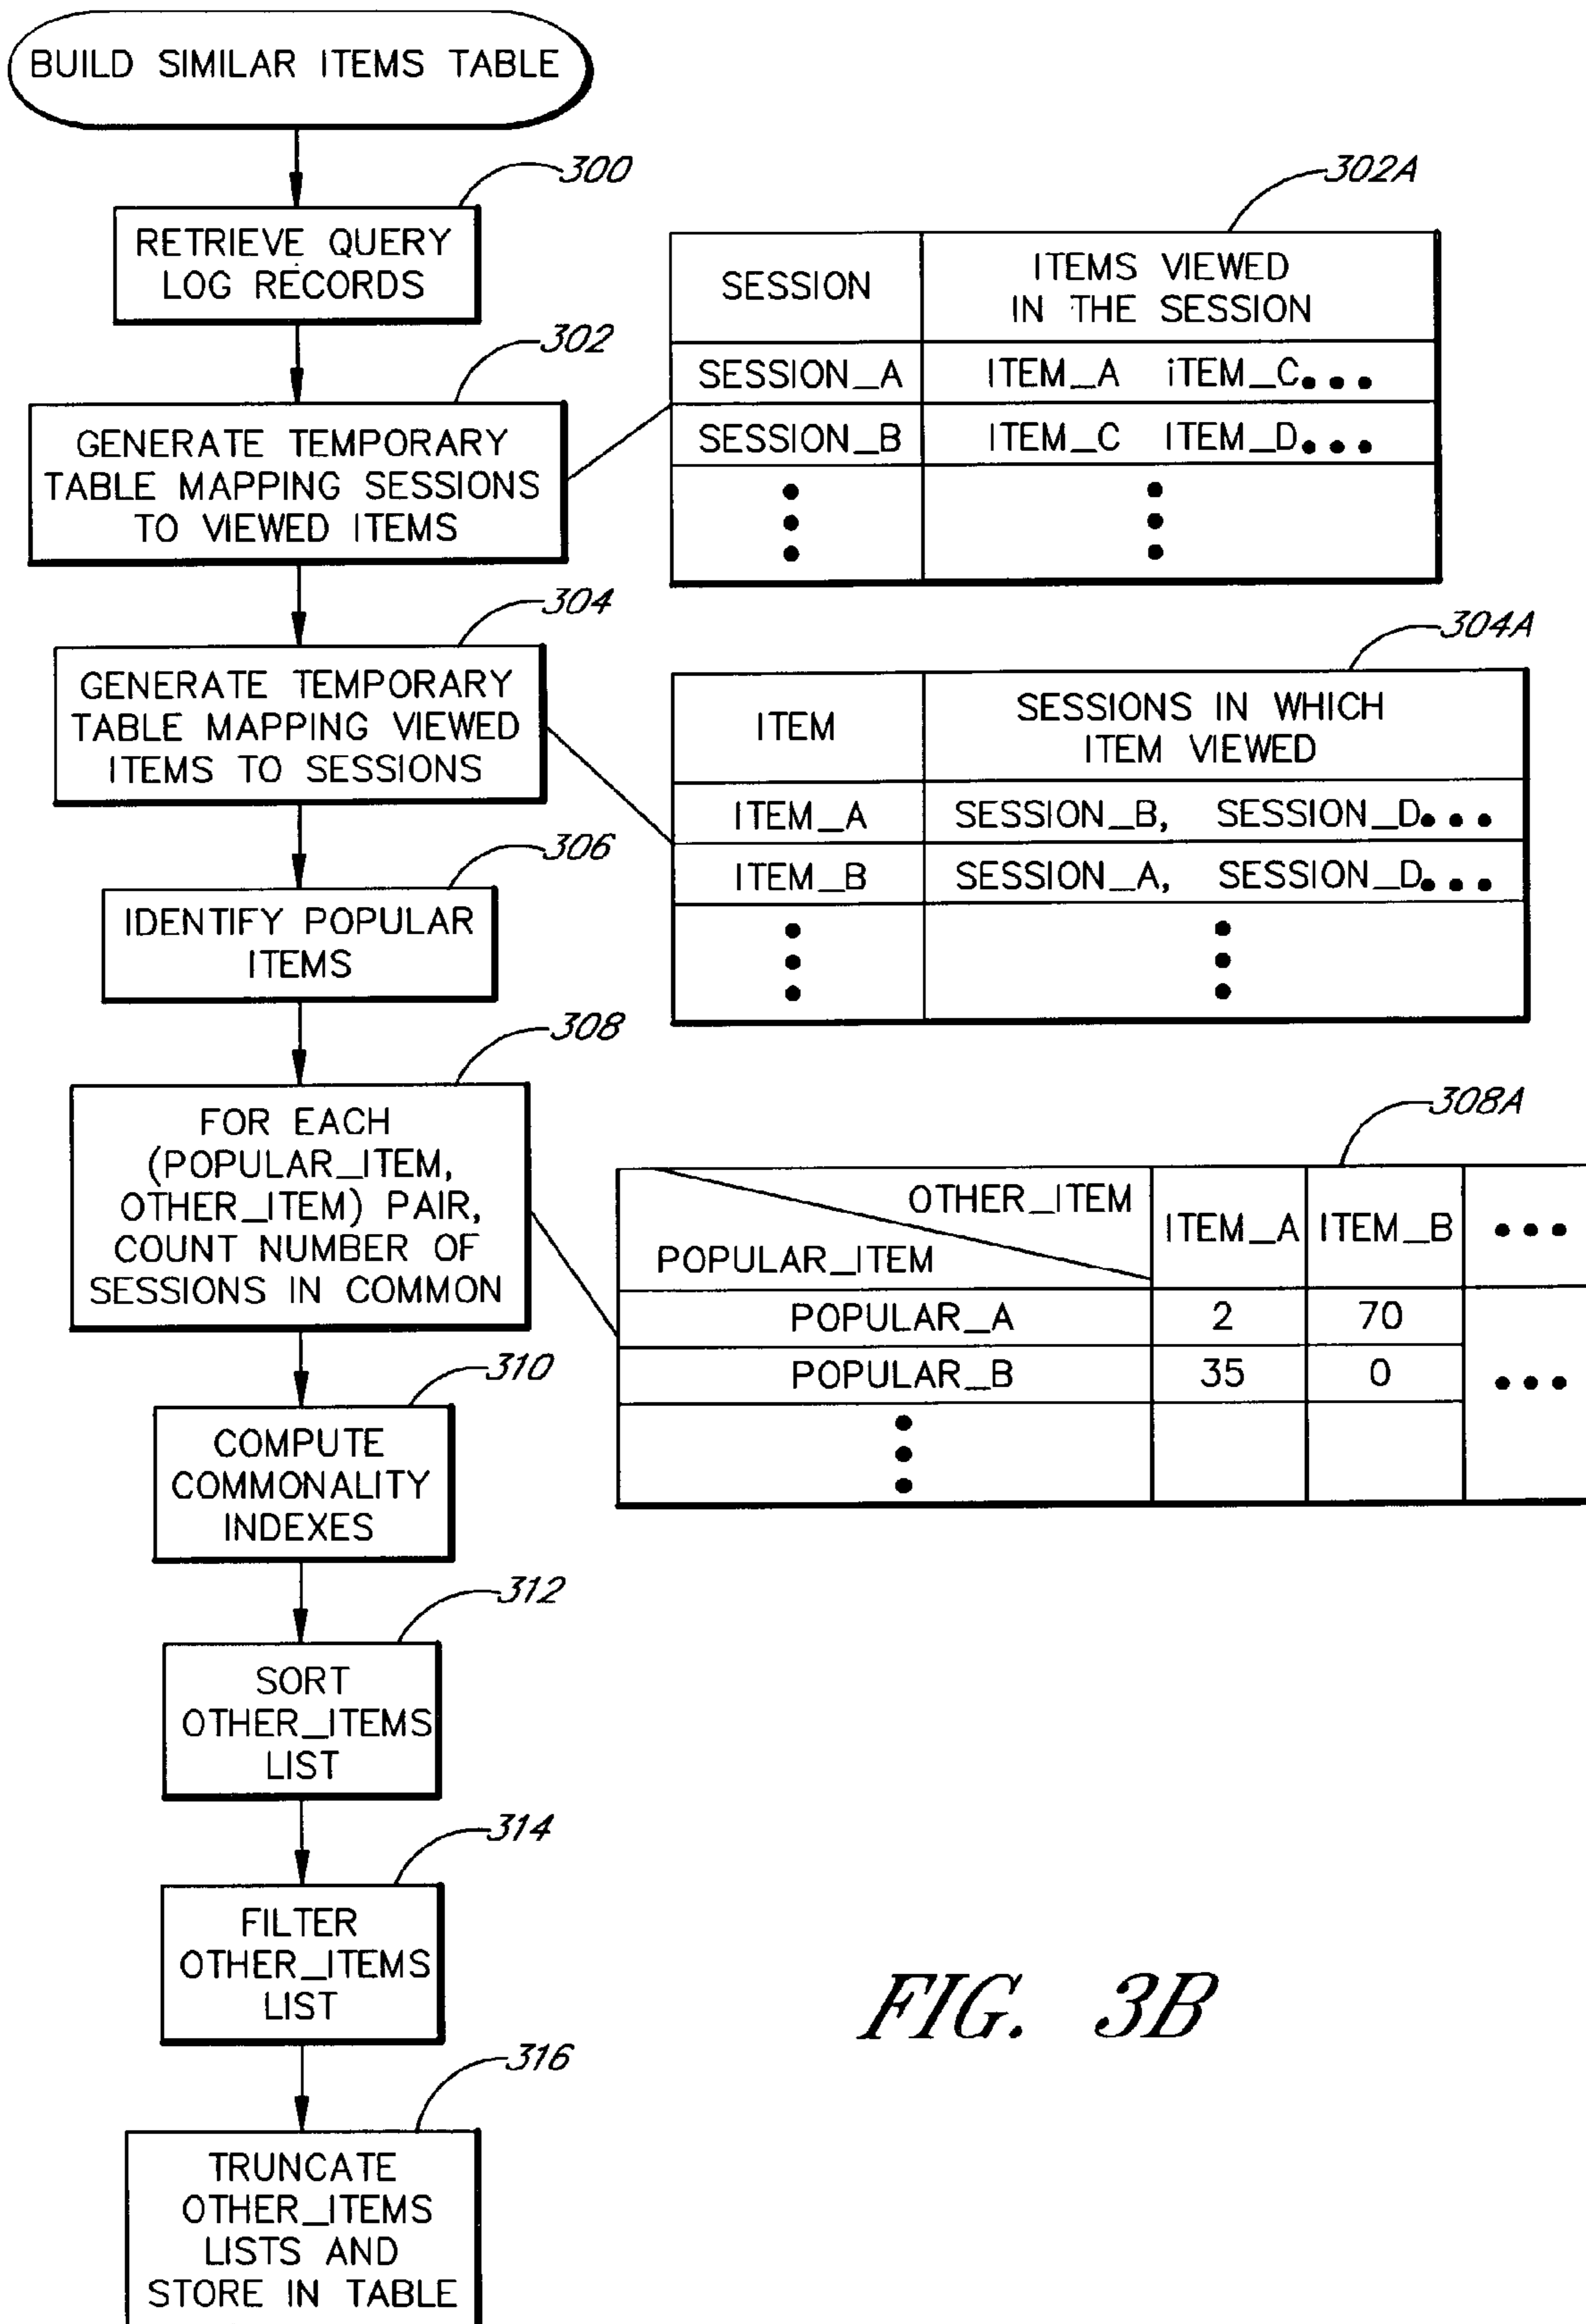 BUILD SIMILAR ITEMS TABLE
300
RETRIEVE QUERY
LOG RECORDS
302
GENERATE TEMPORARY
TABLE MAPPING SESSIONS
TO VIEWED ITEMS
302A
SESSION
ITEMS VIEWED
IN THE SESSION
SESSION_A ITEM_A iTEM_C...
SESSION_B ITEM_C ITEM_D...
304
GENERATE TEMPORARY
TABLE MAPPING VIEWED
ITEMS TO SESSIONS
304A
ITEM
SESSIONS IN WHICH
ITEM VIEWED
ITEM_A SESSION_B, SESSION_D...
ITEM_B SESSION_A, SESSION_D...
306
IDENTIFY POPULAR
ITEMS
308
FOR EACH
(POPULAR_ITEM,
OTHER_ITEM) PAIR,
COUNT NUMBER OF
SESSIONS IN COMMON
308A
OTHER_ITEM
POPULAR_ITEM
ITEM_A ITEM_B ...
POPULAR_A 2 70
POPULAR_B 35 0 ...
310
COMPUTE
COMMONALITY
INDEXES
312
SORT
OTHER_ITEMS
LIST
314
FILTER
OTHER_ITEMS
LIST
316
TRUNCATE
OTHER_ITEMS
LISTS AND
STORE IN TABLE
FIG. 3B